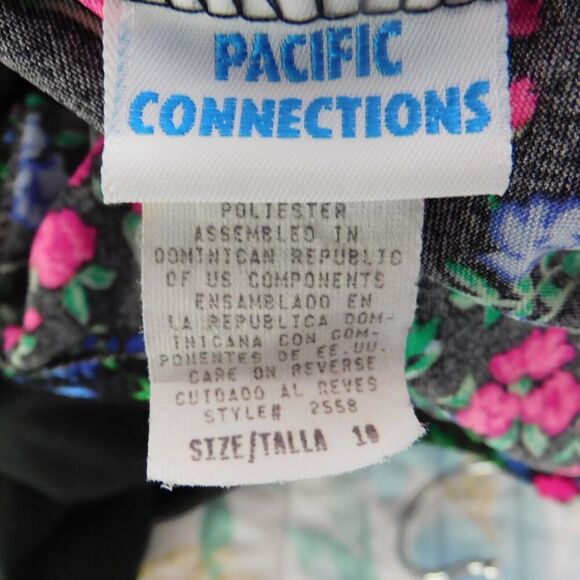 PACIFIC
CONNECTIONS
POLIESTER
ASSEMBLED IN
DOMINICAN REPUBLIC
OF US COMPONENTS
ENSAMBLADO EN
LA REPUBLICA DOM-
INICANA CON COM-
PONENTES DE EE.UU.
CARE ON REVERSE
CUIDADO AL REVES
STYLE# 2558
SIZE/TALLA 10